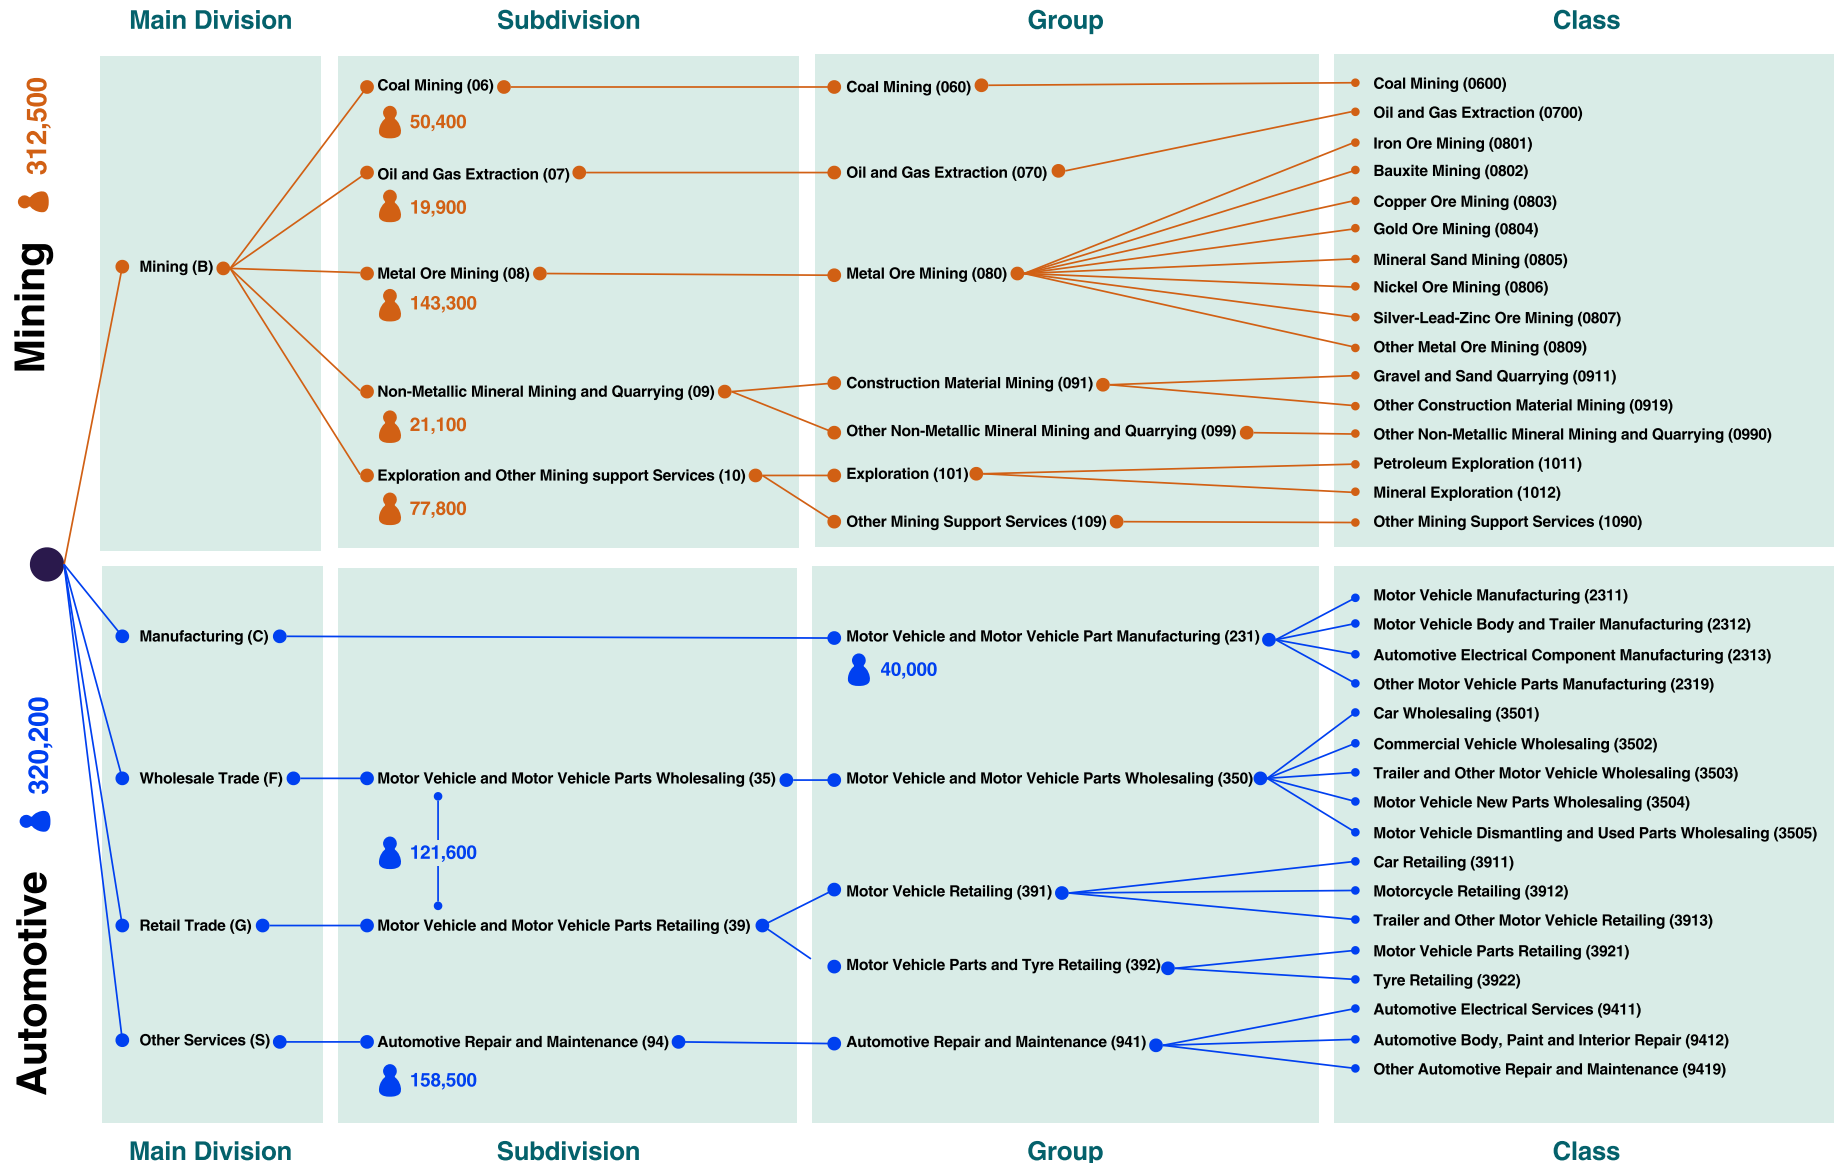 Main Division
Subdivision
Group
Class
Mining
312,500
Mining (B)
Coal Mining (06)
50,400
Oil and Gas Extraction (07)
19,900
Metal Ore Mining (08)
143,300
Non-Metallic Mineral Mining and Quarrying (09)
21,100
Exploration and Other Mining support Services (10)
77,800
Coal Mining (060)
Oil and Gas Extraction (070)
Metal Ore Mining (080)
Construction Material Mining (091)
Other Non-Metallic Mineral Mining and Quarrying (099)
Exploration (101)
Other Mining Support Services (109)
Coal Mining (0600)
Oil and Gas Extraction (0700)
Iron Ore Mining (0801)
Bauxite Mining (0802)
Copper Ore Mining (0803)
Gold Ore Mining (0804)
Mineral Sand Mining (0805)
Nickel Ore Mining (0806)
Silver-Lead-Zinc Ore Mining (0807)
Other Metal Ore Mining (0809)
Gravel and Sand Quarrying (0911)
Other Construction Material Mining (0919)
Other Non-Metallic Mineral Mining and Quarrying (0990)
Petroleum Exploration (1011)
Mineral Exploration (1012)
Other Mining Support Services (1090)
Automotive
320,200
Manufacturing (C)
Wholesale Trade (F)
Retail Trade (G)
Other Services (S)
Motor Vehicle and Motor Vehicle Parts Wholesaling (35)
121,600
Motor Vehicle and Motor Vehicle Parts Retailing (39)
Automotive Repair and Maintenance (94)
158,500
Motor Vehicle and Motor Vehicle Part Manufacturing (231)
40,000
Motor Vehicle and Motor Vehicle Parts Wholesaling (350)
Motor Vehicle Retailing (391)
Motor Vehicle Parts and Tyre Retailing (392)
Automotive Repair and Maintenance (941)
Motor Vehicle Manufacturing (2311)
Motor Vehicle Body and Trailer Manufacturing (2312)
Automotive Electrical Component Manufacturing (2313)
Other Motor Vehicle Parts Manufacturing (2319)
Car Wholesaling (3501)
Commercial Vehicle Wholesaling (3502)
Trailer and Other Motor Vehicle Wholesaling (3503)
Motor Vehicle New Parts Wholesaling (3504)
Motor Vehicle Dismantling and Used Parts Wholesaling (3505)
Car Retailing (3911)
Motorcycle Retailing (3912)
Trailer and Other Motor Vehicle Retailing (3913)
Motor Vehicle Parts Retailing (3921)
Tyre Retailing (3922)
Automotive Electrical Services (9411)
Automotive Body, Paint and Interior Repair (9412)
Other Automotive Repair and Maintenance (9419)
Main Division
Subdivision
Group
Class